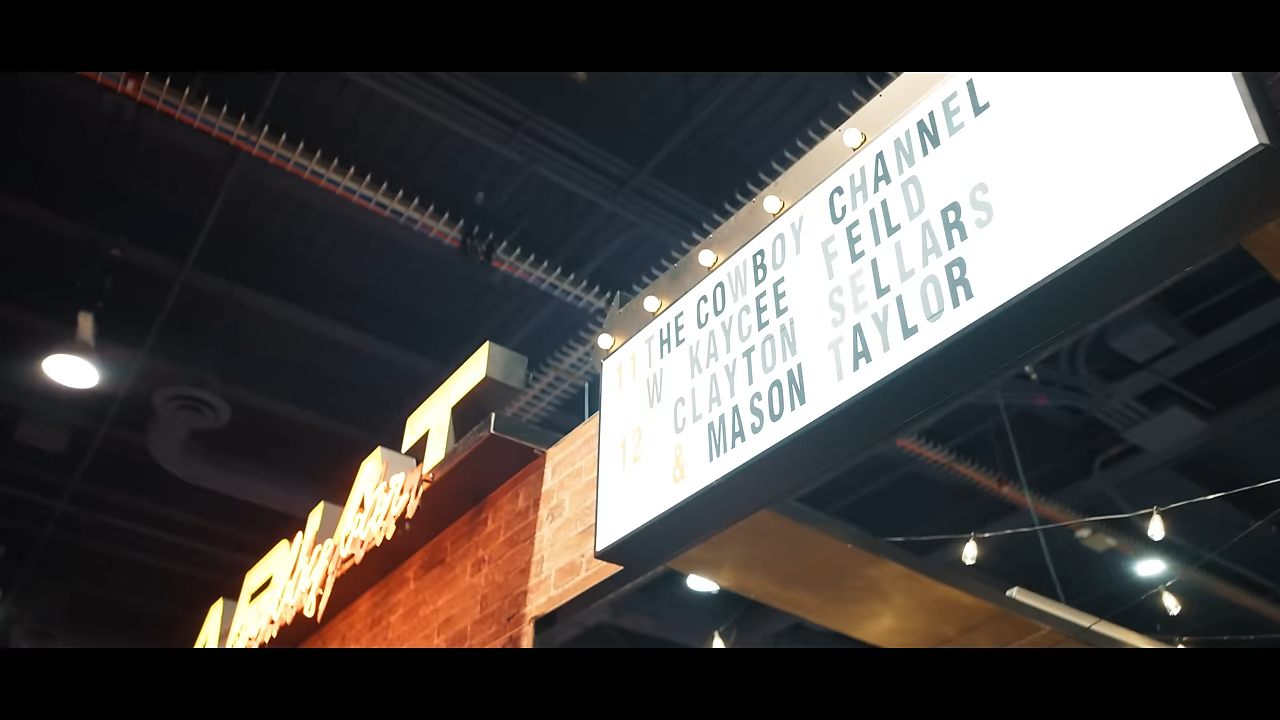 11 THE COWBOY CHANNEL
W KAYCEE FEILD
CLAYTON SELLARS
12 & MASON TAYLOR